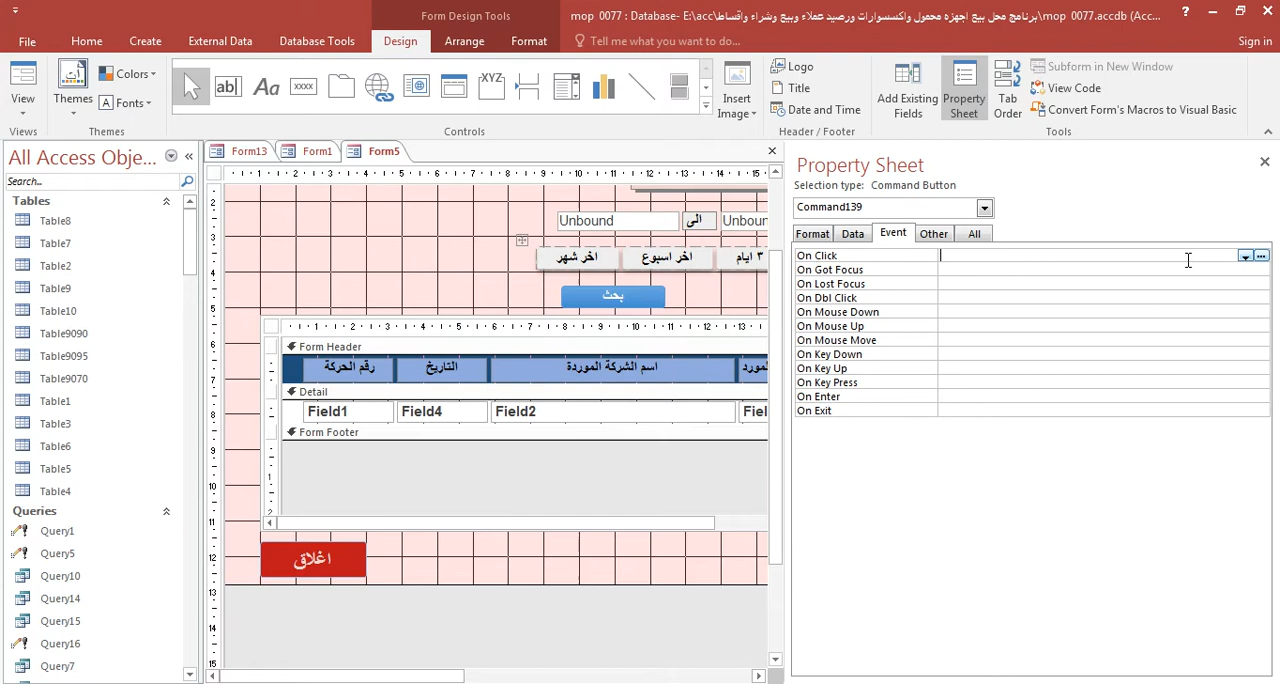 Form Design Tools
mop 0077 : Database- E:\acc\برنامج محل بيع اجهزه محمول واكسسوارات ورصيد عملاء وبيع وشراء واقساط\mop 0077.accdb (Acc...
File
Home
Create
External Data
Database Tools
Design
Arrange
Format
Tell me what you want to do...
Sign in
View
Views
Themes
Colors
Fonts
Themes
ab|
Aa
xxxx
XYZ
Controls
Insert Image
Logo
Title
Date and Time
Header / Footer
Add Existing Fields
Property Sheet
Tab Order
Subform in New Window
View Code
Convert Form's Macros to Visual Basic
Tools
All Access Obje...
Search...
Tables
Table8
Table7
Table2
Table9
Table10
Table9090
Table9095
Table9070
Table1
Table3
Table6
Table5
Table4
Queries
Query1
Query5
Query10
Query14
Query15
Query16
Query7
Form13
Form1
Form5
Unbound
الى
Unboun
اخر شهر
اخر اسبوع
٣ ايام
بحث
Form Header
رقم الحركة
التاريخ
اسم الشركة الموردة
المورد
Detail
Field1
Field4
Field2
Fiel
Form Footer
اغلاق
Property Sheet
Selection type: Command Button
Command139
Format
Data
Event
Other
All
On Click
On Got Focus
On Lost Focus
On Dbl Click
On Mouse Down
On Mouse Up
On Mouse Move
On Key Down
On Key Up
On Key Press
On Enter
On Exit